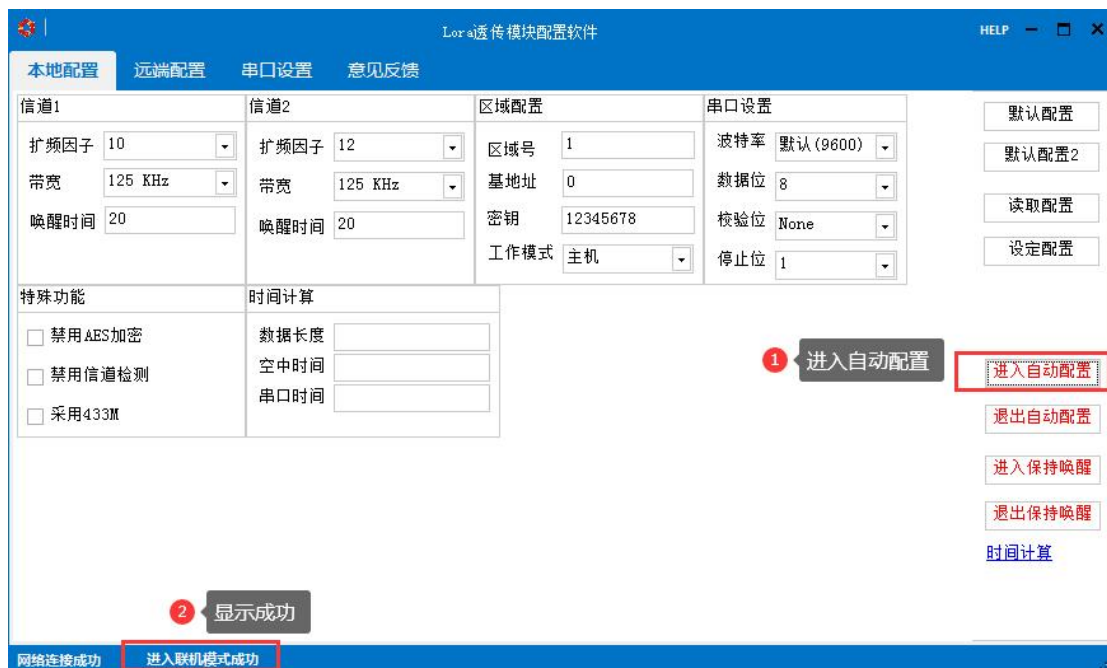 Lora透传模块配置软件
HELP
本地配置 远端配置 串口设置 意见反馈
信道1
扩频因子 10
带宽 125 KHz
唤醒时间 20
信道2
扩频因子 12
带宽 125 KHz
唤醒时间 20
区域配置
区域号 1
基地址 0
密钥 12345678
工作模式 主机
串口设置
波特率 默认(9600)
数据位 8
校验位 None
停止位 1
默认配置
默认配置2
读取配置
设定配置
特殊功能
禁用AES加密
禁用信道检测
采用433M
时间计算
数据长度
空中时间
串口时间
1 进入自动配置
进入自动配置
退出自动配置
进入保持唤醒
退出保持唤醒
时间计算
2 显示成功
网络连接成功 进入联机模式成功